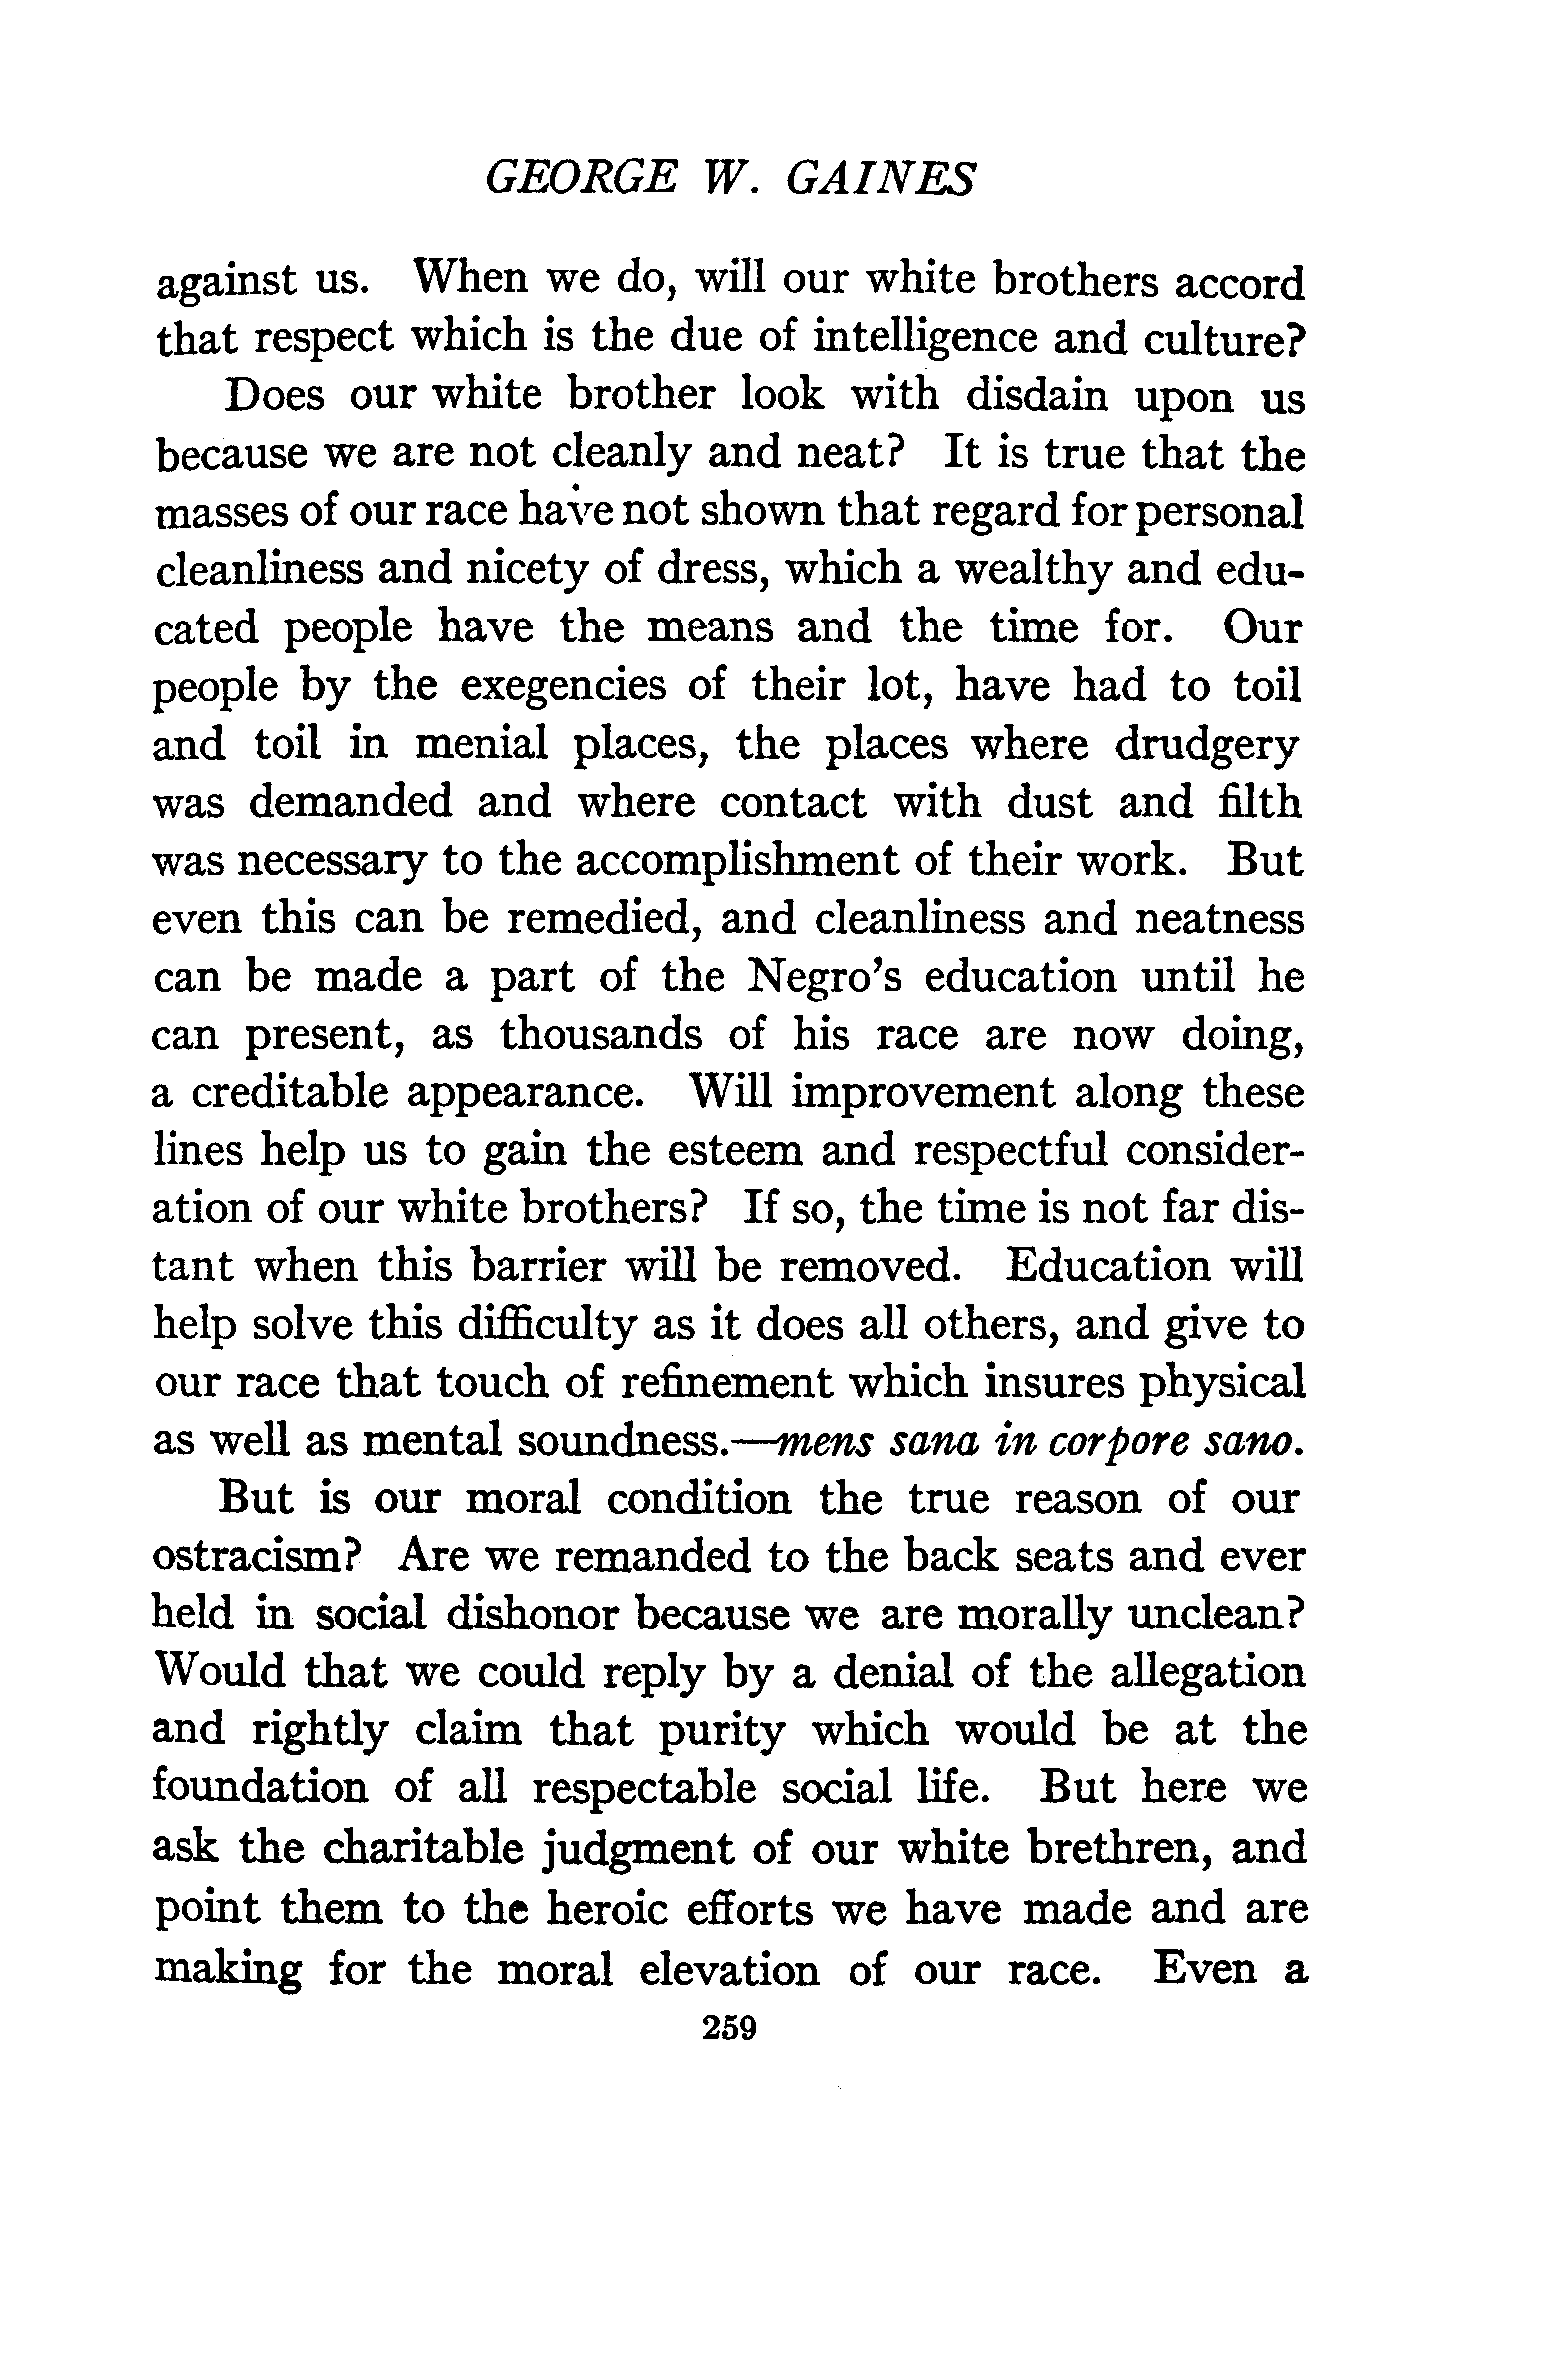 GEORGE W. GAINES
against us. When we do, will our white brothers accord
that respect which is the due of intelligence and culture?
Does our white brother look with disdain upon us
because we are not cleanly and neat? It is true that the
masses of our race have not shown that regard for personal
cleanliness and nicety of dress, which a wealthy and edu-
cated people have the means and the time for. Our
people by the exegencies of their lot, have had to toil
and toil in menial places, the places where drudgery
was demanded and where contact with dust and filth
was necessary to the accomplishment of their work. But
even this can be remedied, and cleanliness and neatness
can be made a part of the Negro's education until he
can present, as thousands of his race are now doing,
a creditable appearance. Will improvement along these
lines help us to gain the esteem and respectful consider-
ation of our white brothers? If so, the time is not far dis-
tant when this barrier will be removed. Education will
help solve this difficulty as it does all others, and give to
our race that touch of refinement which insures physical
as well as mental soundness.—mens sana in corpore sano.
But is our moral condition the true reason of our
ostracism? Are we remanded to the back seats and ever
held in social dishonor because we are morally unclean?
Would that we could reply by a denial of the allegation
and rightly claim that purity which would be at the
foundation of all respectable social life. But here we
ask the charitable judgment of our white brethren, and
point them to the heroic efforts we have made and are
making for the moral elevation of our race. Even a
259